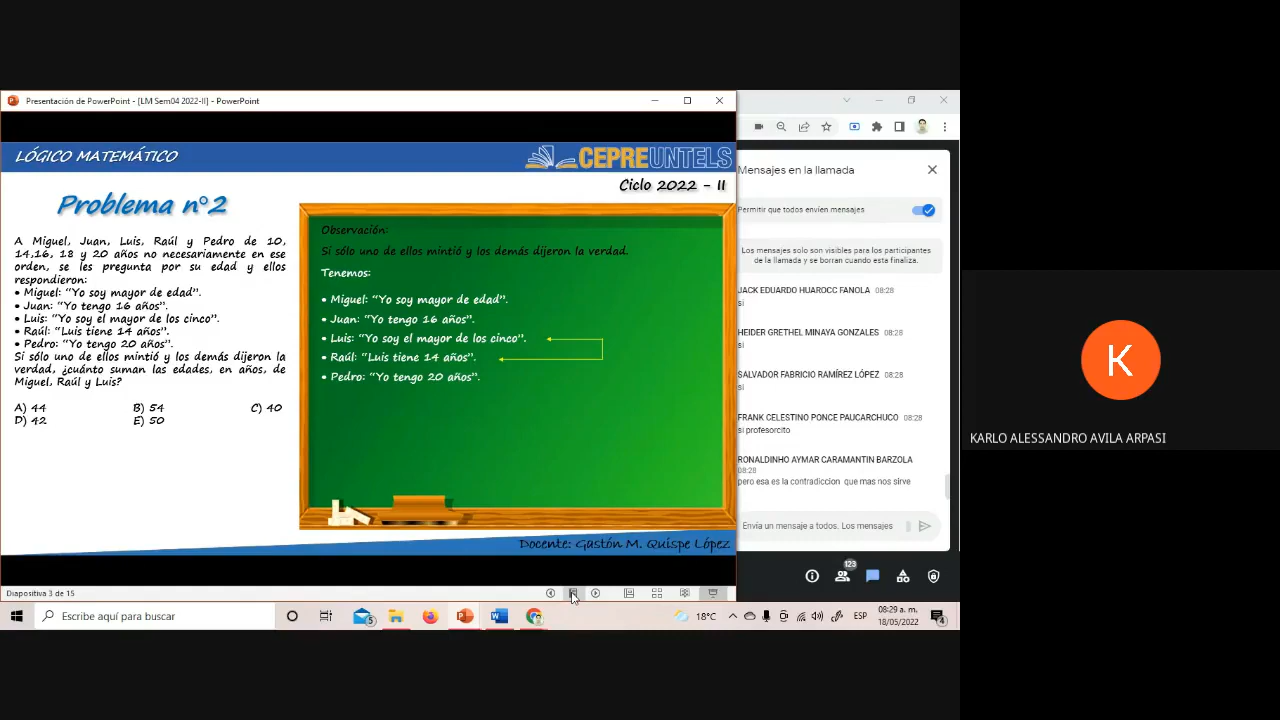 Presentación de PowerPoint - [LM Sem04 2022-II] - PowerPoint
LÓGICO MATEMÁTICO
CEPREUNTELS
Ciclo 2022 - II
Problema n°2
A Miguel, Juan, Luis, Raúl y Pedro de 10,
14,16, 18 y 20 años no necesariamente en ese
orden, se les pregunta por su edad y ellos
respondieron:
• Miguel: “Yo soy mayor de edad”.
• Juan: “Yo tengo 16 años”.
• Luis: “Yo soy el mayor de los cinco”.
• Raúl: “Luis tiene 14 años”.
• Pedro: “Yo tengo 20 años”.
Si sólo uno de ellos mintió y los demás dijeron la
verdad, ¿cuánto suman las edades, en años, de
Miguel, Raúl y Luis?
A) 44 B) 54 C) 40
D) 42 E) 50
Observación:
Si sólo uno de ellos mintió y los demás dijeron la verdad.
Tenemos:
• Miguel: “Yo soy mayor de edad”.
• Juan: “Yo tengo 16 años”.
• Luis: “Yo soy el mayor de los cinco”.
• Raúl: “Luis tiene 14 años”.
• Pedro: “Yo tengo 20 años”.
Docente: Gastón M. Quispe López
Diapositiva 3 de 15
Mensajes en la llamada
Permitir que todos envíen mensajes
Los mensajes solo son visibles para los participantes
de la llamada y se borran cuando esta finaliza.
JACK EDUARDO HUAROCC FANOLA 08:28
si
HEIDER GRETHEL MINAYA GONZALES 08:28
si
SALVADOR FABRICIO RAMÍREZ LÓPEZ 08:28
si
FRANK CELESTINO PONCE PAUCARCHUCO 08:28
si profesorcito
RONALDINHO AYMAR CARAMANTIN BARZOLA
08:28
pero esa es la contradiccion que mas nos sirve
Envía un mensaje a todos. Los mensajes
123
Escribe aquí para buscar
5
18°C
ESP
08:29 a. m.
18/05/2022
4
K
KARLO ALESSANDRO AVILA ARPASI